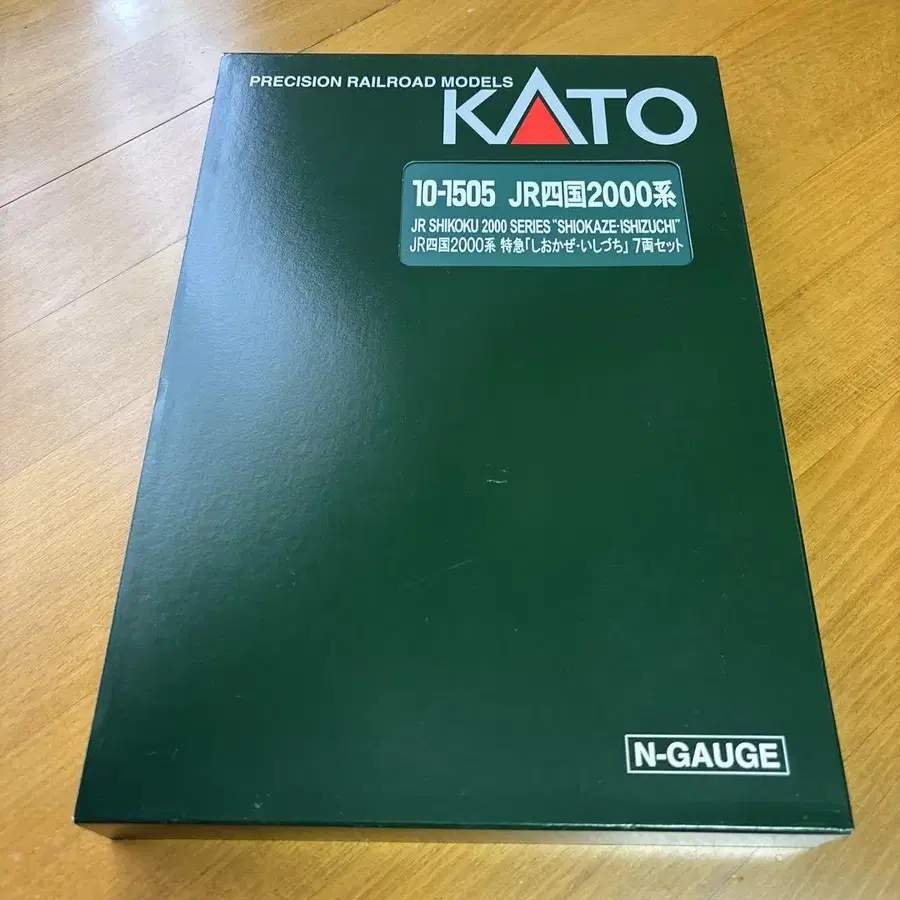 PRECISION RAILROAD MODELS
KATO
10-1505 JR四国2000系
JR SHIKOKU 2000 SERIES "SHIOKAZE·ISHIZUCHI"
JR四国2000系 特急「しおかぜ・いしづち」 7両セット
N-GAUGE